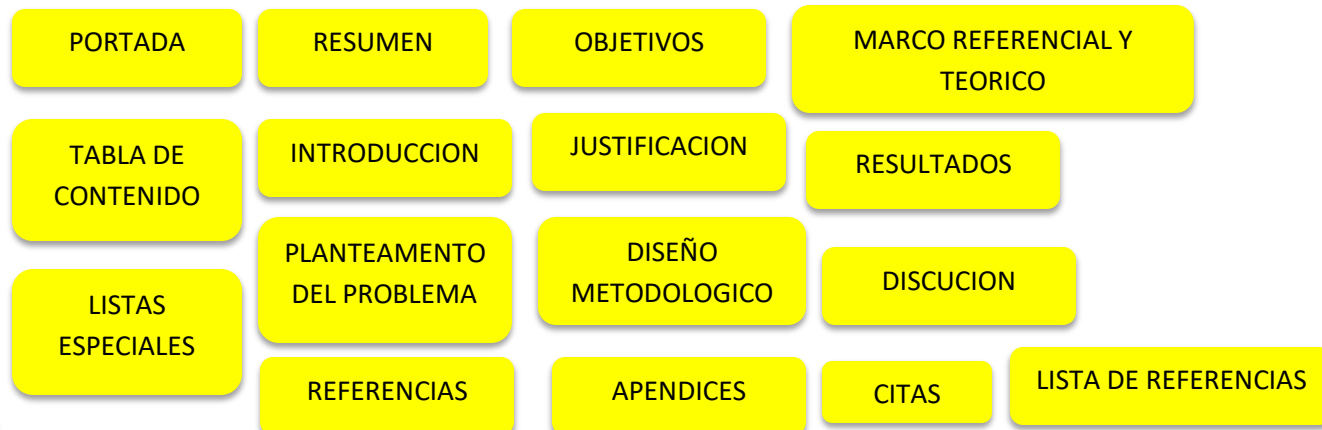 PORTADA
RESUMEN
OBJETIVOS
MARCO REFERENCIAL Y
TEORICO
TABLA DE
CONTENIDO
INTRODUCCION
JUSTIFICACION
RESULTADOS
LISTAS
ESPECIALES
PLANTEAMENTO
DEL PROBLEMA
DISEÑO
METODOLOGICO
DISCUCION
REFERENCIAS
APENDICES
CITAS
LISTA DE REFERENCIAS